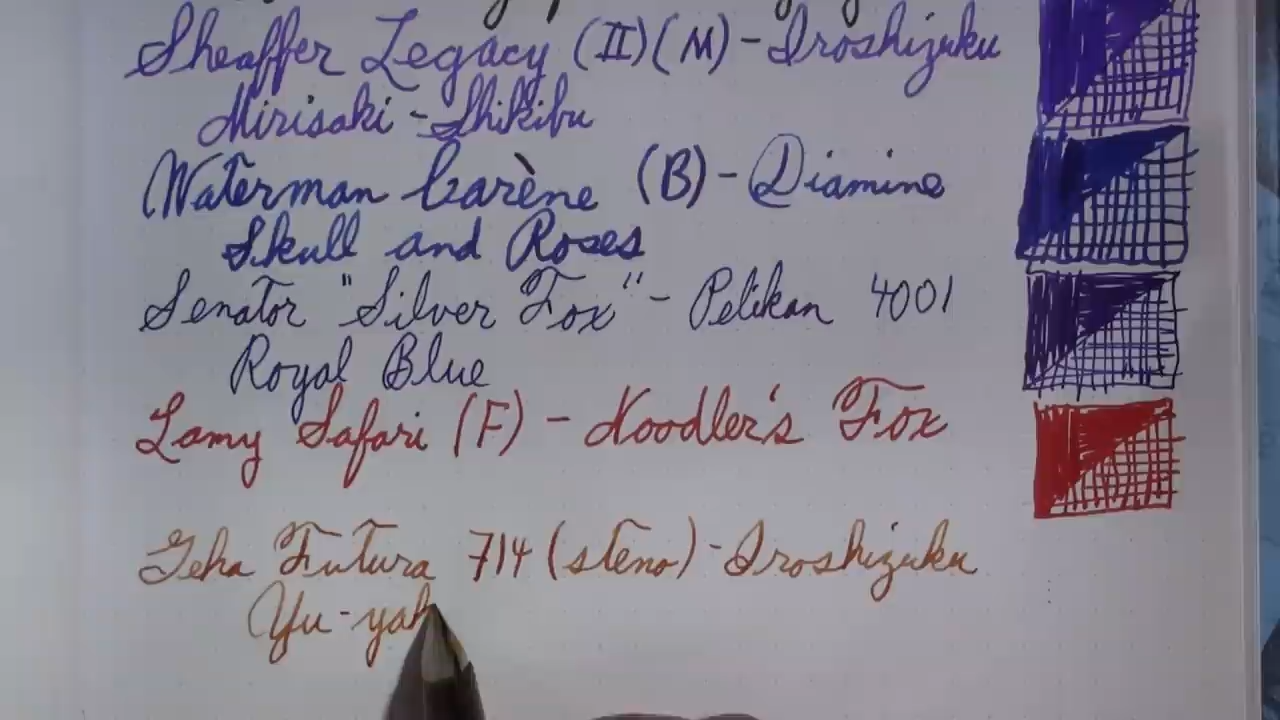 Sheaffer Legacy (II)(M) - Iroshizuku
Mirisaki - Shikibu
Waterman Carène (B) - Diamine
Skull and Roses
Senator "Silver Fox" - Pelikan 4001
Royal Blue
Lamy Safari (F) - Noodler's Fox
Geha Futura 714 (steno) - Iroshizuku
Yu-yak